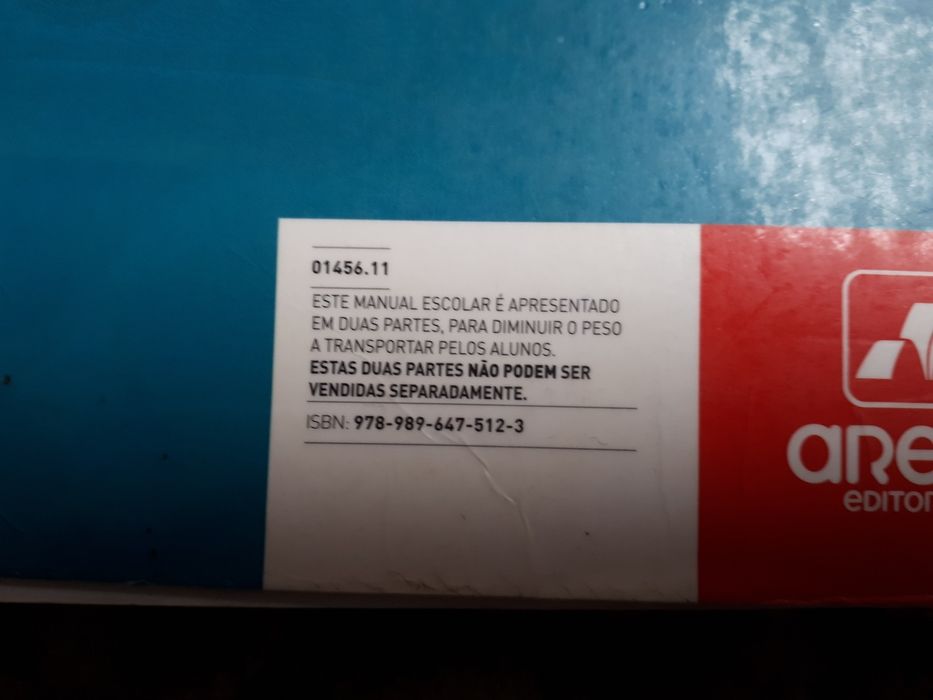 01456.11
ESTE MANUAL ESCOLAR É APRESENTADO
EM DUAS PARTES, PARA DIMINUIR O PESO
A TRANSPORTAR PELOS ALUNOS.
ESTAS DUAS PARTES NÃO PODEM SER
VENDIDAS SEPARADAMENTE.
ISBN: 978-989-647-512-3